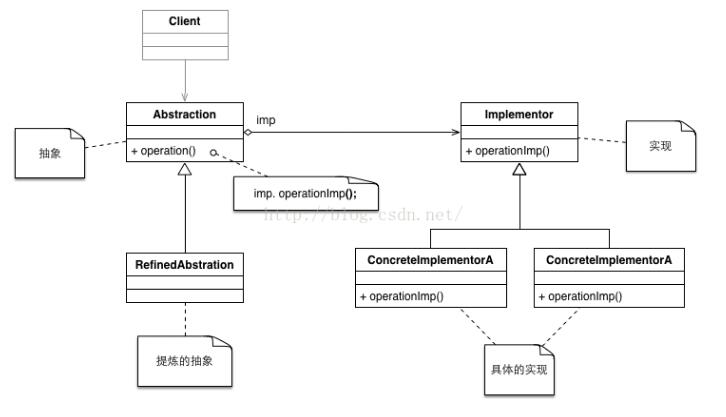 Client
Abstraction
+ operation()
imp
Implementor
+ operationImp()
抽象
实现
imp. operationImp();
http://blog.csdn.net/
RefinedAbstration
ConcreteImplementorA
+ operationImp()
ConcreteImplementorA
+ operationImp()
提炼的抽象
具体的实现